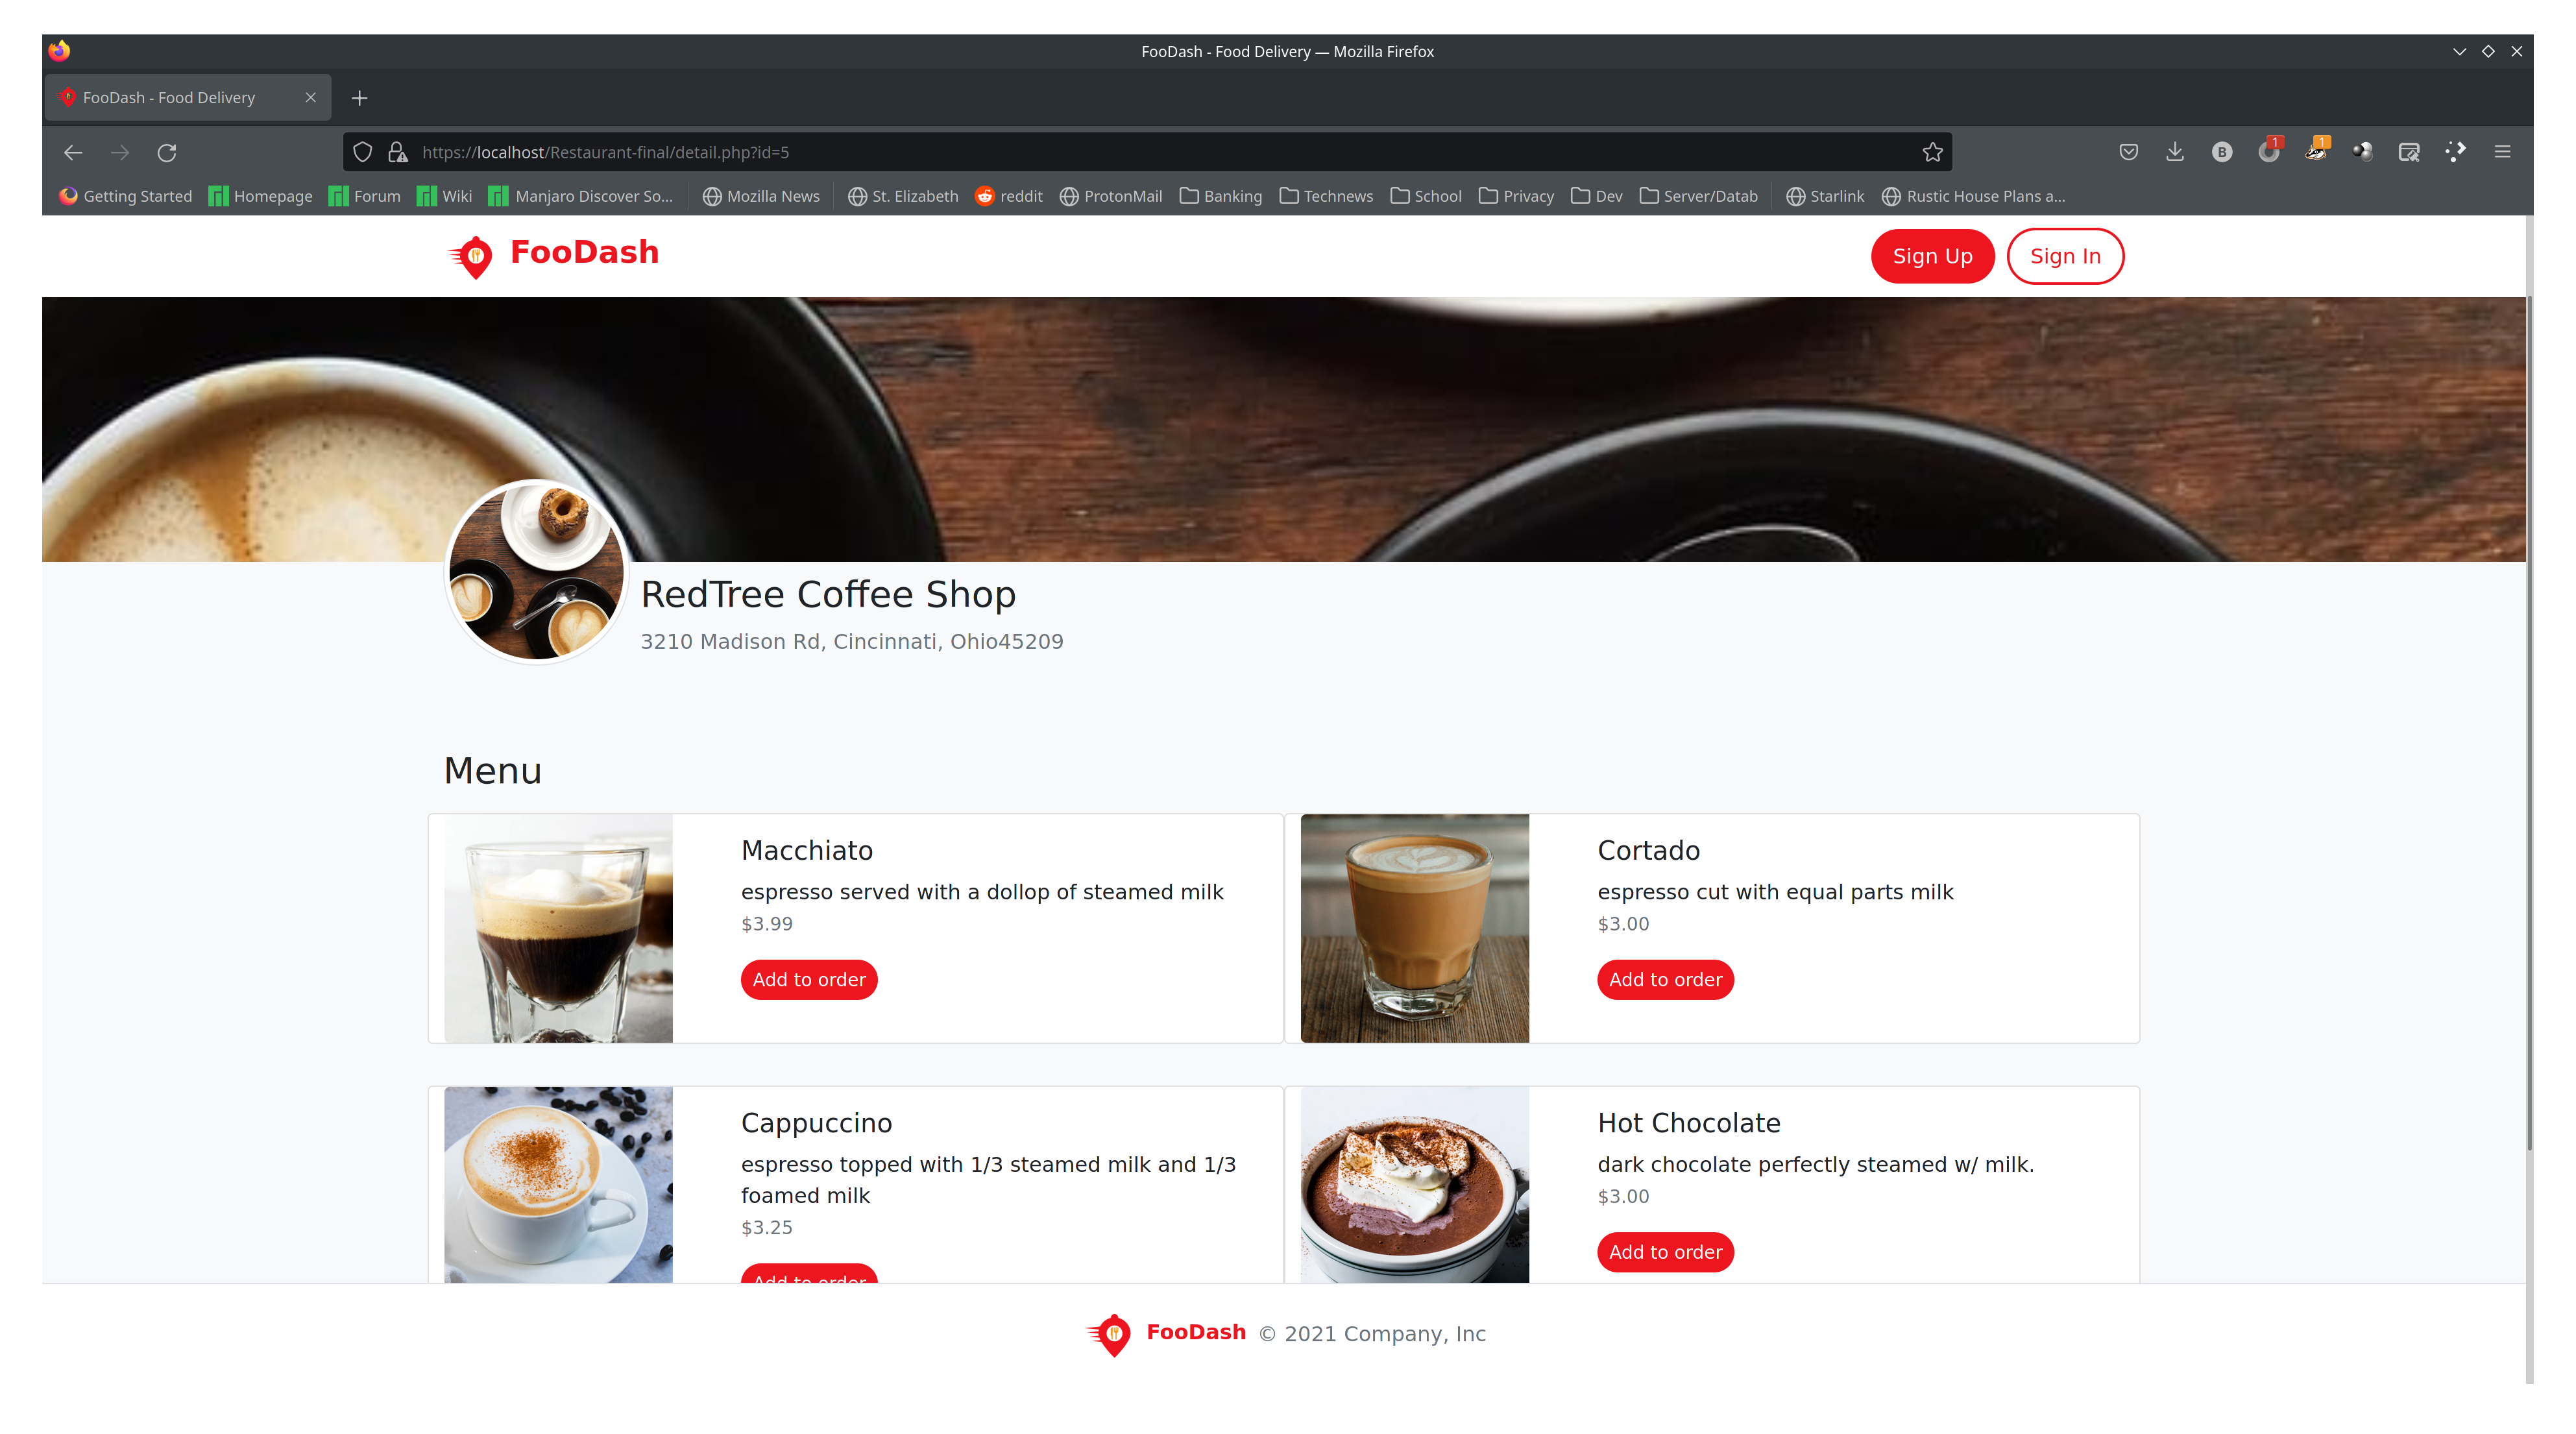 FooDash - Food Delivery — Mozilla Firefox
FooDash - Food Delivery
https://localhost/Restaurant-final/detail.php?id=5
B 1 1
Getting Started Homepage Forum Wiki Manjaro Discover So... Mozilla News St. Elizabeth reddit ProtonMail Banking Technews School Privacy Dev Server/Datab Starlink Rustic House Plans a...
FooDash Sign Up Sign In
RedTree Coffee Shop
3210 Madison Rd, Cincinnati, Ohio45209
Menu
Macchiato
espresso served with a dollop of steamed milk
$3.99
Add to order
Cortado
espresso cut with equal parts milk
$3.00
Add to order
Cappuccino
espresso topped with 1/3 steamed milk and 1/3
foamed milk
$3.25
Add to order
Hot Chocolate
dark chocolate perfectly steamed w/ milk.
$3.00
Add to order
FooDash © 2021 Company, Inc